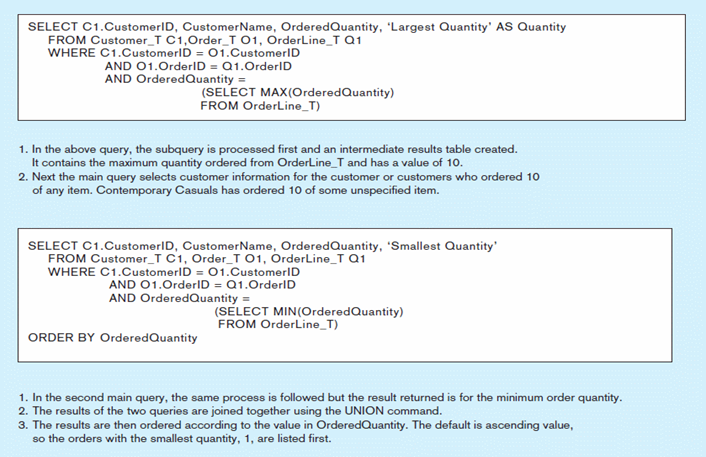 SELECT C1.CustomerID, CustomerName, OrderedQuantity, ‘Largest Quantity’ AS Quantity
FROM Customer_T C1,Order_T O1, OrderLine_T Q1
WHERE C1.CustomerID = O1.CustomerID
AND O1.OrderID = Q1.OrderID
AND OrderedQuantity =
(SELECT MAX(OrderedQuantity)
FROM OrderLine_T)
1. In the above query, the subquery is processed first and an intermediate results table created.
It contains the maximum quantity ordered from OrderLine_T and has a value of 10.
2. Next the main query selects customer information for the customer or customers who ordered 10
of any item. Contemporary Casuals has ordered 10 of some unspecified item.
SELECT C1.CustomerID, CustomerName, OrderedQuantity, ‘Smallest Quantity’
FROM Customer_T C1, Order_T O1, OrderLine_T Q1
WHERE C1.CustomerID = O1.CustomerID
AND O1.OrderID = Q1.OrderID
AND OrderedQuantity =
(SELECT MIN(OrderedQuantity)
FROM OrderLine_T)
ORDER BY OrderedQuantity
1. In the second main query, the same process is followed but the result returned is for the minimum order quantity.
2. The results of the two queries are joined together using the UNION command.
3. The results are then ordered according to the value in OrderedQuantity. The default is ascending value,
so the orders with the smallest quantity, 1, are listed first.